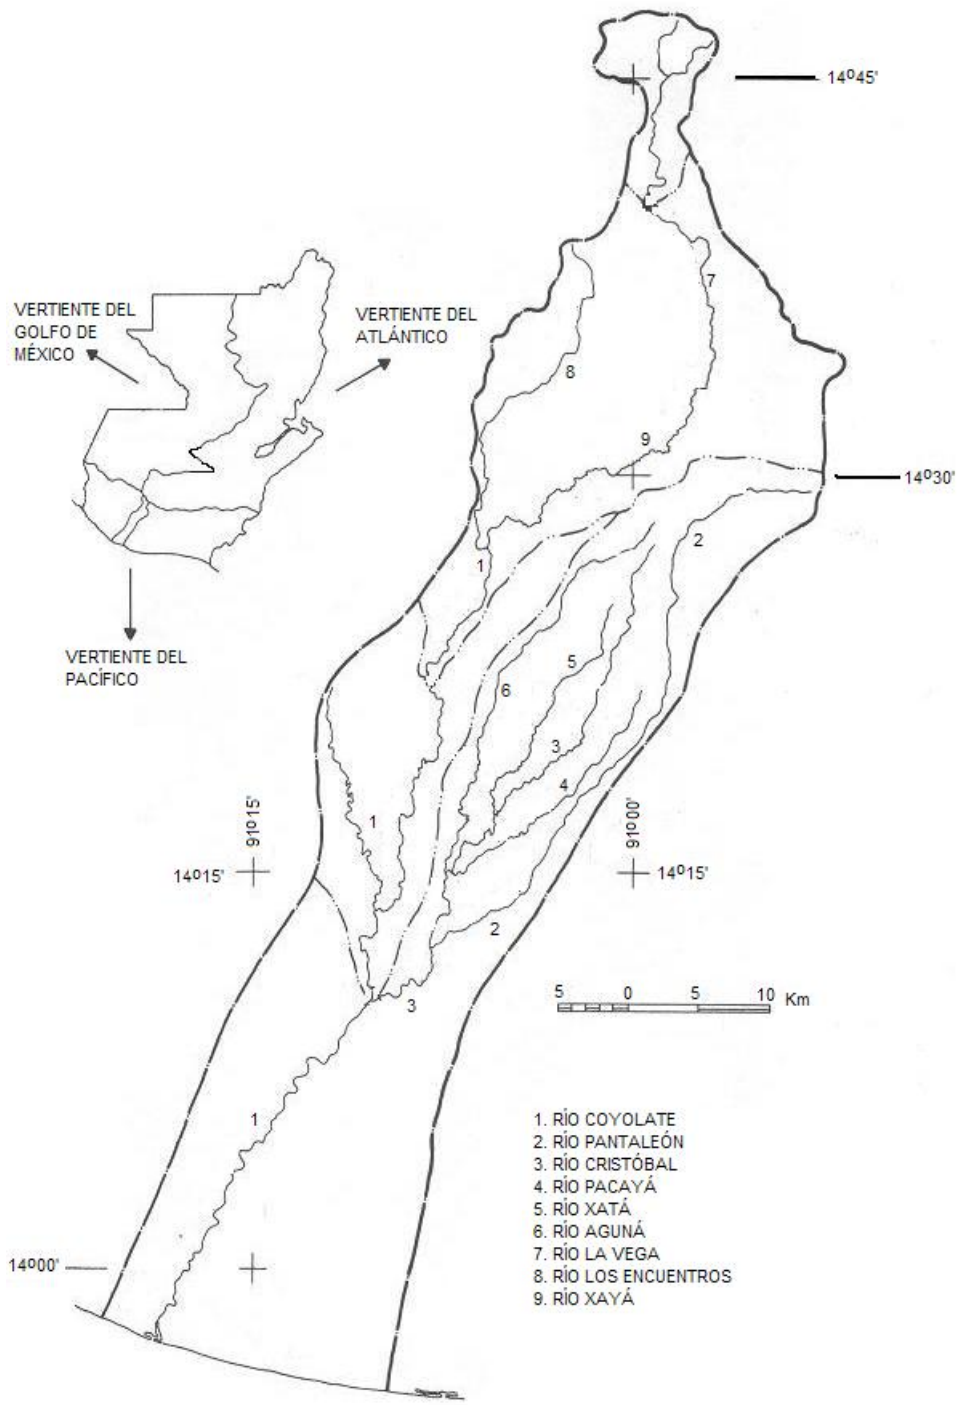 14º45'
7
VERTIENTE DEL
GOLFO DE
MÉXICO
VERTIENTE DEL
ATLÁNTICO
8
9
14º30'
2
1
VERTIENTE DEL
PACÍFICO
5
6
3
4
91º15'
1
91º00'
14º15'
14º15'
2
5 0 5 10 Km
3
1
1. RÍO COYOLATE
2. RÍO PANTALEÓN
3. RÍO CRISTÓBAL
4. RÍO PACAYÁ
5. RÍO XATÁ
6. RÍO AGUNÁ
7. RÍO LA VEGA
8. RÍO LOS ENCUENTROS
9. RÍO XAYÁ
14º00'